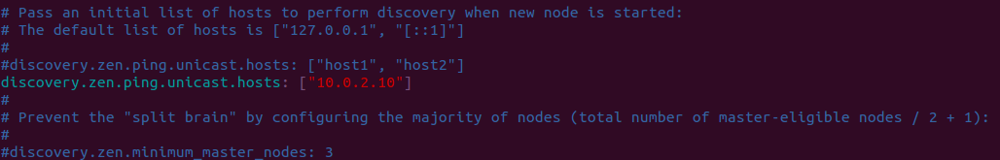 # Pass an initial list of hosts to perform discovery when new node is started:
# The default list of hosts is ["127.0.0.1", "[::1]"]
#
#discovery.zen.ping.unicast.hosts: ["host1", "host2"]
discovery.zen.ping.unicast.hosts: ["10.0.2.10"]
#
# Prevent the "split brain" by configuring the majority of nodes (total number of master-eligible nodes / 2 + 1):
#
#discovery.zen.minimum_master_nodes: 3